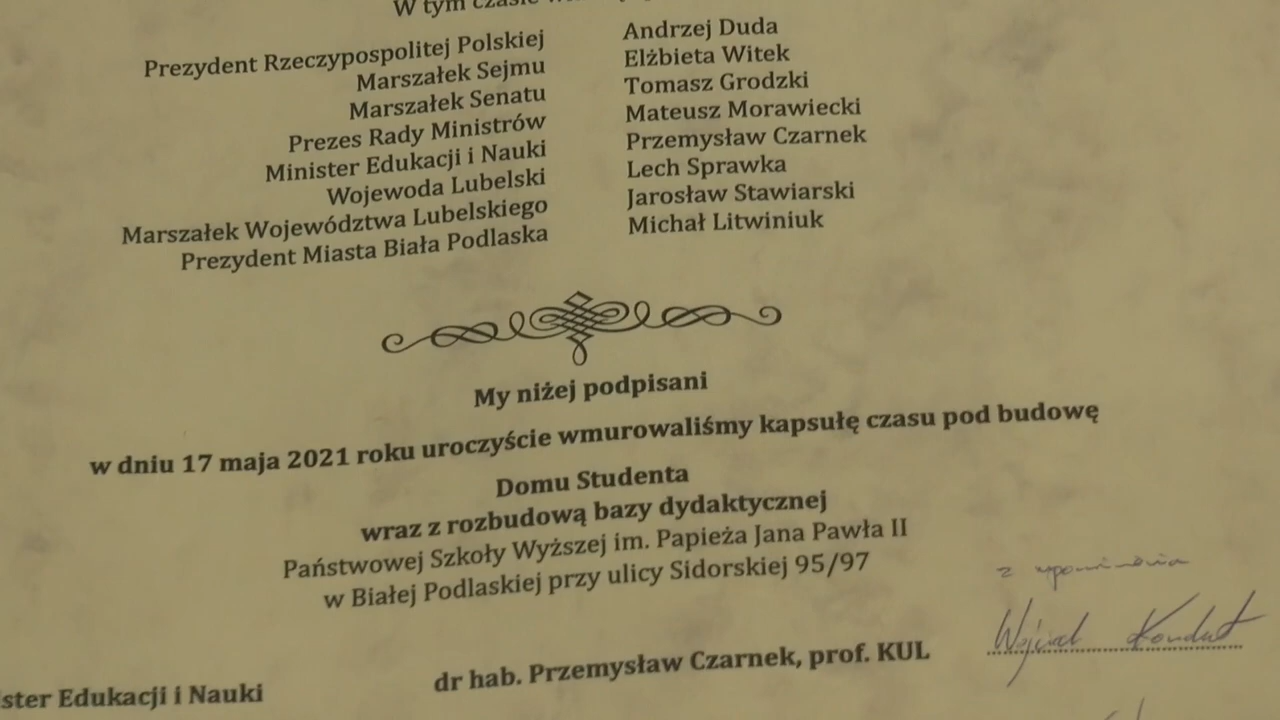 W tym czasie
Prezydent Rzeczypospolitej Polskiej Andrzej Duda
Marszałek Sejmu Elżbieta Witek
Marszałek Senatu Tomasz Grodzki
Prezes Rady Ministrów Mateusz Morawiecki
Minister Edukacji i Nauki Przemysław Czarnek
Wojewoda Lubelski Lech Sprawka
Marszałek Województwa Lubelskiego Jarosław Stawiarski
Prezydent Miasta Biała Podlaska Michał Litwiniuk
My niżej podpisani
w dniu 17 maja 2021 roku uroczyście wmurowaliśmy kapsułę czasu pod budowę
Domu Studenta
wraz z rozbudową bazy dydaktycznej
Państwowej Szkoły Wyższej im. Papieża Jana Pawła II
w Białej Podlaskiej przy ulicy Sidorskiej 95/97
z upoważnienia
Wojciech
ster Edukacji i Nauki dr hab. Przemysław Czarnek, prof. KUL